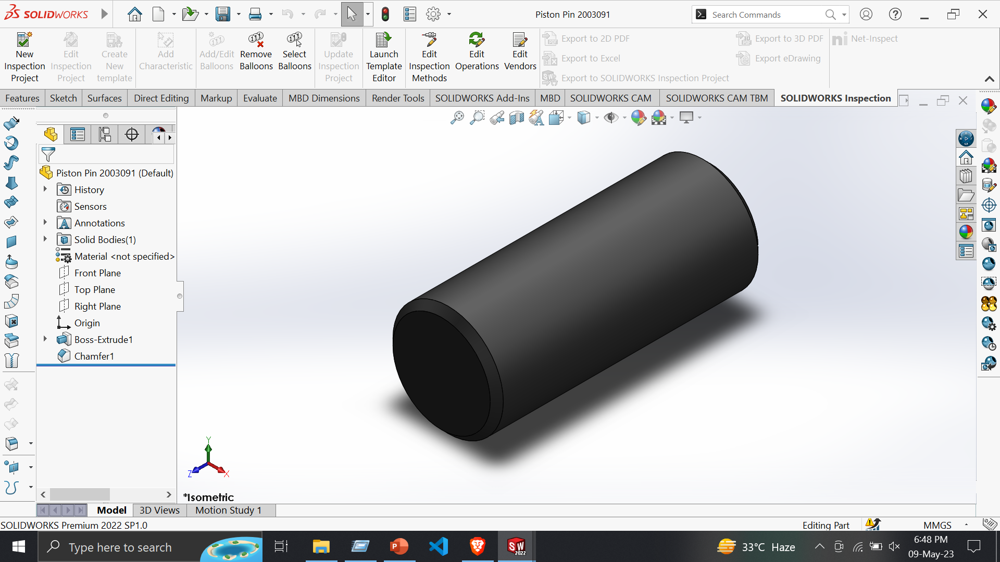 SOLIDWORKS
Piston Pin 2003091
Search Commands
New Inspection Project
Edit Inspection Project
Create New template
Add Characteristic
Add/Edit Balloons
Remove Balloons
Select Balloons
Update Inspection Project
Launch Template Editor
Edit Inspection Methods
Edit Operations
Edit Vendors
Export to 2D PDF
Export to Excel
Export to SOLIDWORKS Inspection Project
Export to 3D PDF
Export eDrawing
Net-Inspect
Features
Sketch
Surfaces
Direct Editing
Markup
Evaluate
MBD Dimensions
Render Tools
SOLIDWORKS Add-Ins
MBD
SOLIDWORKS CAM
SOLIDWORKS CAM TBM
SOLIDWORKS Inspection
Piston Pin 2003091 (Default)
History
Sensors
Annotations
Solid Bodies(1)
Material <not specified>
Front Plane
Top Plane
Right Plane
Origin
Boss-Extrude1
Chamfer1
Y
Z
X
*Isometric
Model
3D Views
Motion Study 1
SOLIDWORKS Premium 2022 SP1.0
Editing Part
MMGS
Type here to search
33°C Haze
6:48 PM
09-May-23